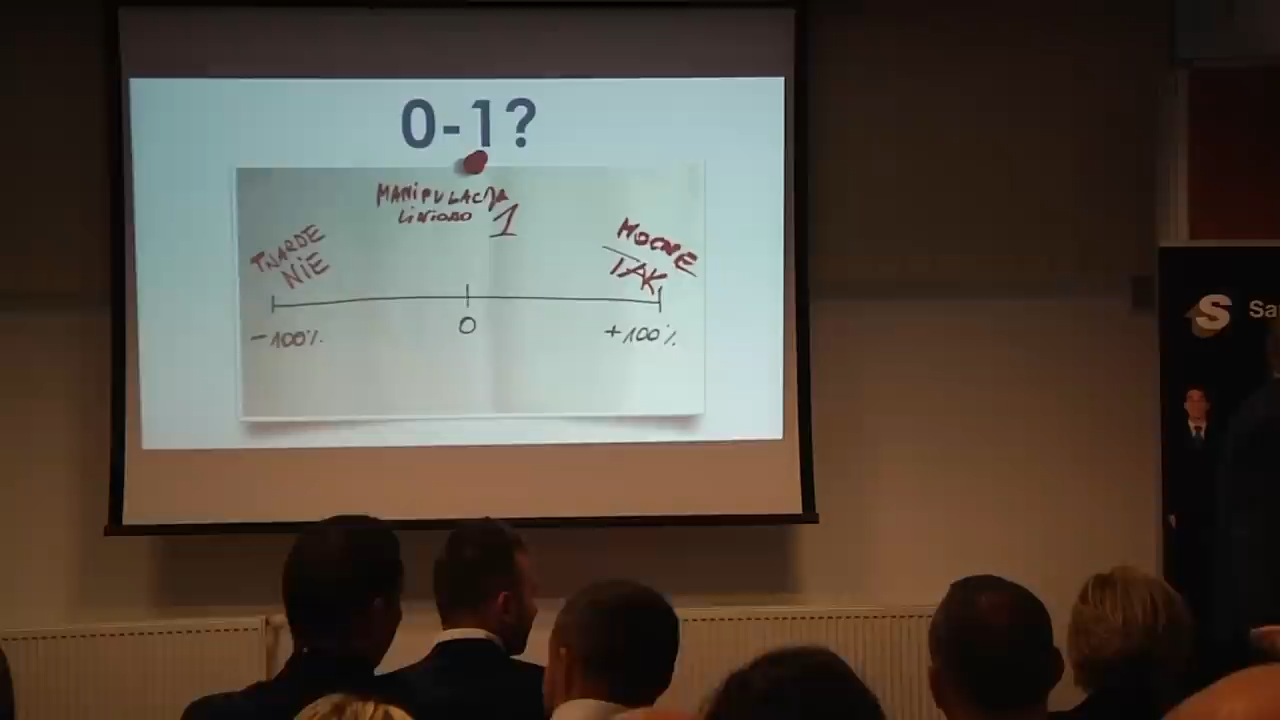 0-1?
MANIPULACJA
LINIOWO 1
TWARDE
NIE
MOCNE
TAK
-100%
0
+100%
S
Sa